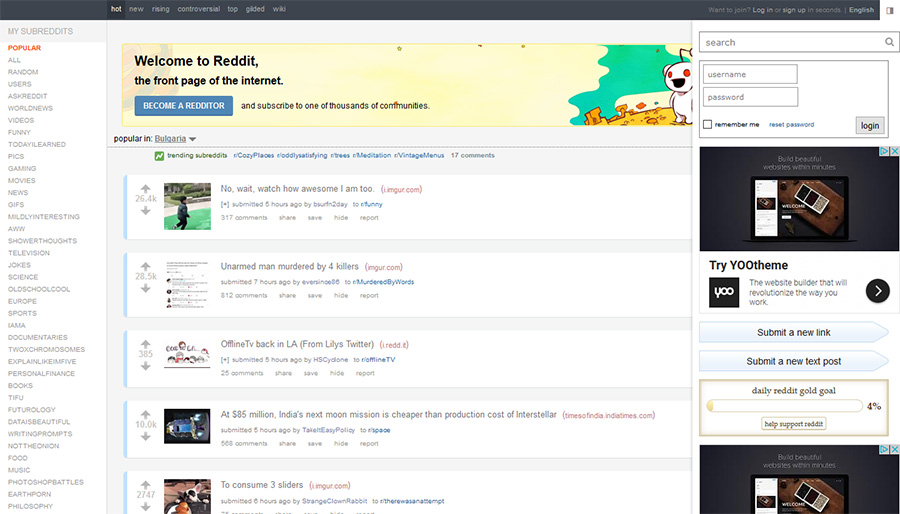 hot new rising controversial top gilded wiki
Want to join? Log in or sign up in seconds. | English
MY SUBREDDITS
POPULAR
ALL
RANDOM
USERS
ASKREDDIT
WORLDNEWS
VIDEOS
FUNNY
TODAYILEARNED
PICS
GAMING
MOVIES
NEWS
GIFS
MILDLYINTERESTING
AWW
SHOWERTHOUGHTS
TELEVISION
JOKES
SCIENCE
OLDSCHOOLCOOL
EUROPE
SPORTS
IAMA
DOCUMENTARIES
TWOXCHROMOSOMES
EXPLAINLIKEIMFIVE
PERSONALFINANCE
BOOKS
TIFU
FUTUROLOGY
DATAISBEAUTIFUL
WRITINGPROMPTS
NOTTHEONION
FOOD
MUSIC
PHOTOSHOPBATTLES
EARTHPORN
PHILOSOPHY
Welcome to Reddit,
the front page of the internet.
BECOME A REDDITOR and subscribe to one of thousands of communities.
popular in: Bulgaria
trending subreddits r/CozyPlaces r/oddlysatisfying r/trees r/Meditation r/VintageMenus 17 comments
26.4k
No, wait, watch how awesome I am too. (i.imgur.com)
[+] submitted 6 hours ago by bsurfn2day to r/funny
317 comments share save hide report
28.5k
Unarmed man murdered by 4 killers (imgur.com)
submitted 7 hours ago by eversince86 to r/MurderedByWords
812 comments share save hide report
385
OfflineTv back in LA (From Lilys Twitter) (i.redd.it)
[+] submitted 5 hours ago by HSCyclone to r/offlineTV
25 comments share save hide report
10.0k
At $85 million, India's next moon mission is cheaper than production cost of Interstellar (timesofindia.indiatimes.com)
submitted 5 hours ago by TakeItEasyPolicy to r/space
568 comments share save hide report
2747
To consume 3 sliders (i.imgur.com)
submitted 6 hours ago by StrangeClownRabbit to r/therewasanattempt
search
username
password
remember me reset password login
Build beautiful
websites within minutes
WELCOME
Try YOOtheme
yoo
The website builder that will
revolutionize the way you
work.
Submit a new link
Submit a new text post
daily reddit gold goal
4%
help support reddit
Build beautiful
websites within minutes